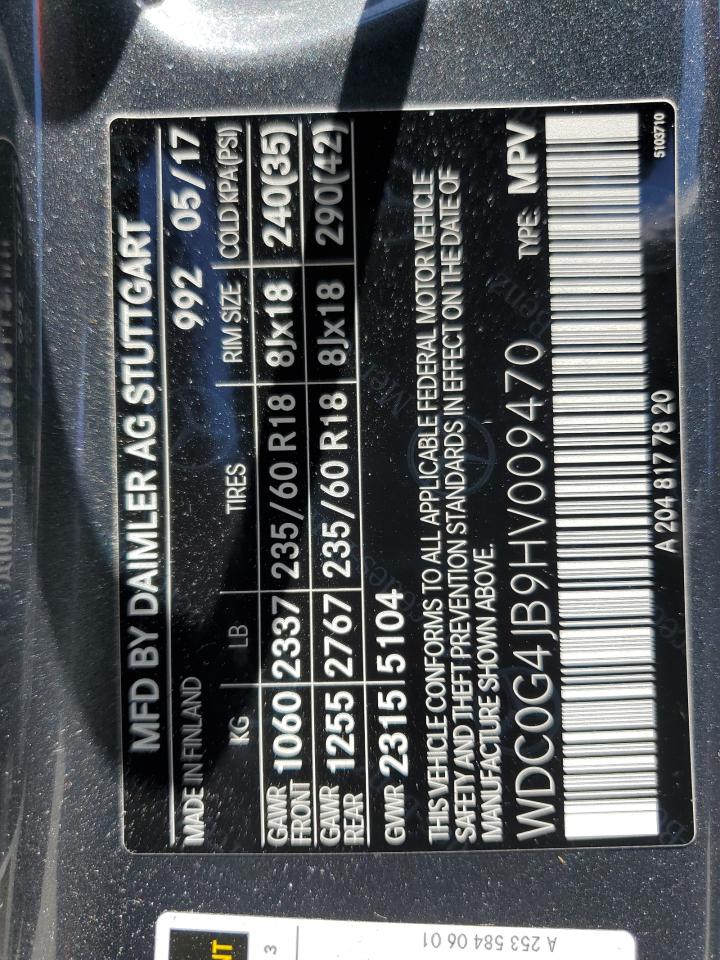 MFD BY DAIMLER AG STUTTGART
MADE IN FINLAND 992 05/17
KG LB TIRES RIM SIZE COLD KPA(PSI)
GAWR FRONT 1060 2337 235/60 R18 8Jx18 240(35)
GAWR REAR 1255 2767 235/60 R18 8Jx18 290(42)
GVWR 2315 5104
THIS VEHICLE CONFORMS TO ALL APPLICABLE FEDERAL MOTOR VEHICLE
SAFETY AND THEFT PREVENTION STANDARDS IN EFFECT ON THE DATE OF
MANUFACTURE SHOWN ABOVE.
WDC0G4JB9HV009470 TYPE: MPV
A 204 817 78 20 5103710
3
A 253 584 06 01